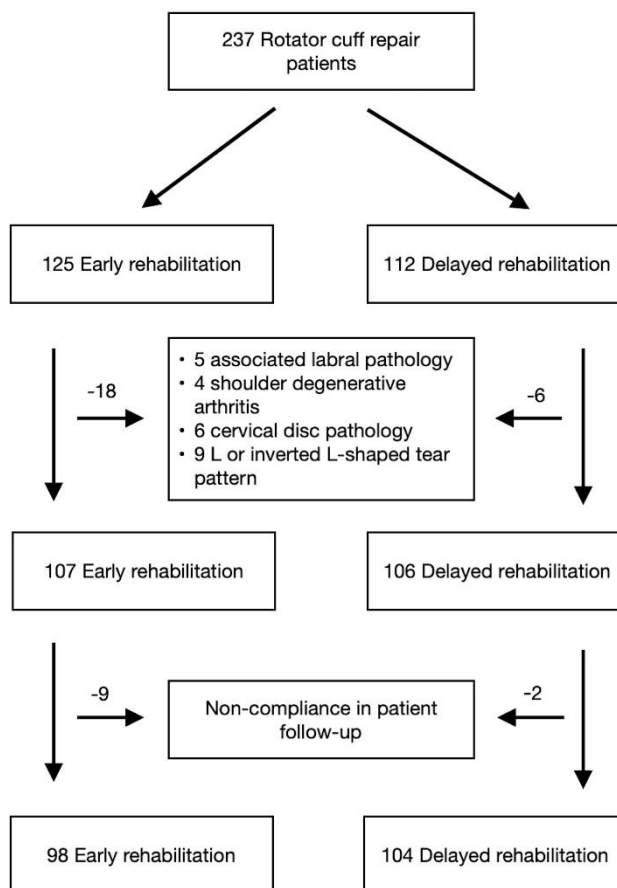 237 Rotator cuff repair
patients
125 Early rehabilitation
112 Delayed rehabilitation
-18
• 5 associated labral pathology
• 4 shoulder degenerative
arthritis
• 6 cervical disc pathology
• 9 L or inverted L-shaped tear
pattern
-6
107 Early rehabilitation
106 Delayed rehabilitation
-9
Non-compliance in patient
follow-up
-2
98 Early rehabilitation
104 Delayed rehabilitation